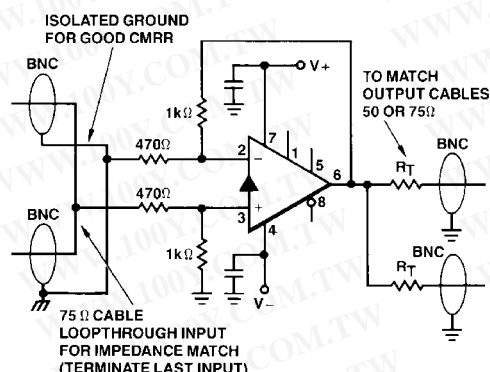 ISOLATED GROUND
FOR GOOD CMRR
BNC
V+
TO MATCH
OUTPUT CABLES
50 OR 75Ω
1kΩ
7
1
5
470Ω
2
−
6
RT
BNC
470Ω
3
+
8
BNC
4
1kΩ
V−
RT
BNC
75Ω CABLE
LOOPTHROUGH INPUT
FOR IMPEDANCE MATCH
(TERMINATE LAST INPUT)
WWW.100Y.COM.TW